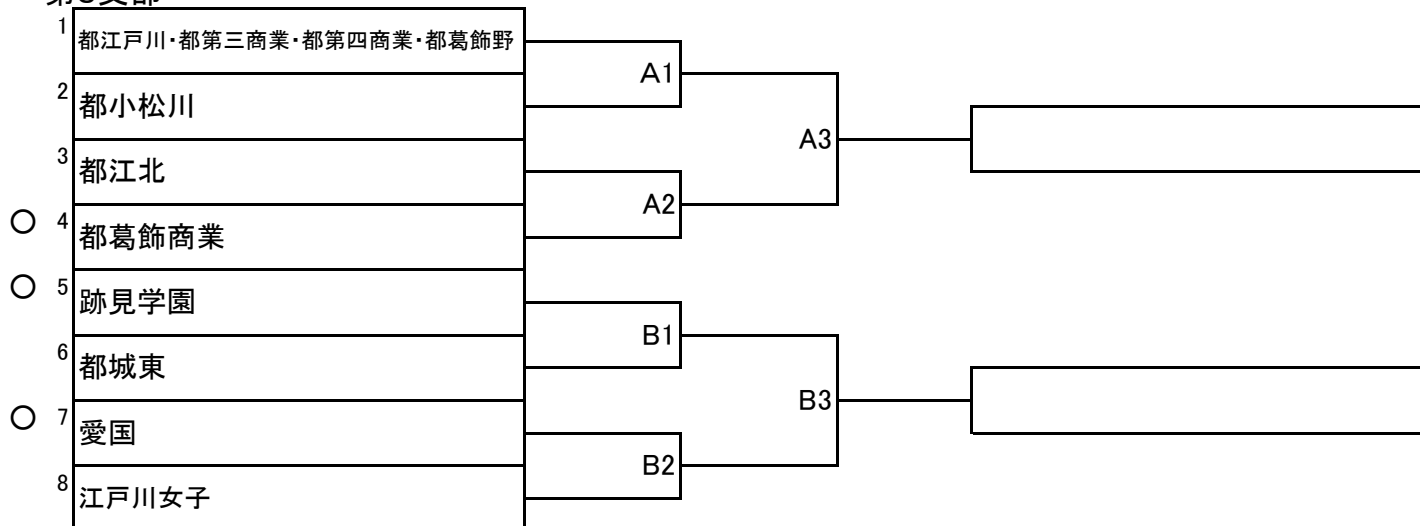 1 都江戸川・都第三商業・都第四商業・都葛飾野
A1
2 都小松川
A3
3 都江北
A2
○ 4 都葛飾商業
○ 5 跡見学園
B1
6 都城東
B3
○ 7 愛国
B2
8 江戸川女子